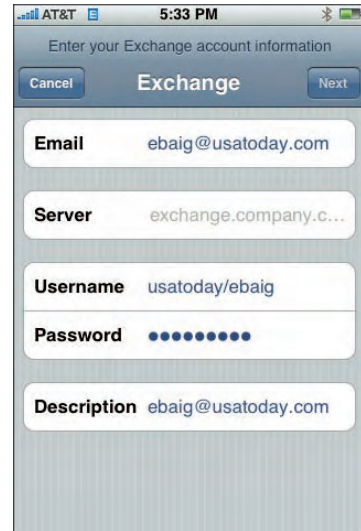 AT&T 5:33 PM
Enter your Exchange account information
Cancel Exchange Next
Email ebaig@usatoday.com
Server exchange.company.c...
Username usatoday/ebaig
Password ●●●●●●●●●
Description ebaig@usatoday.com